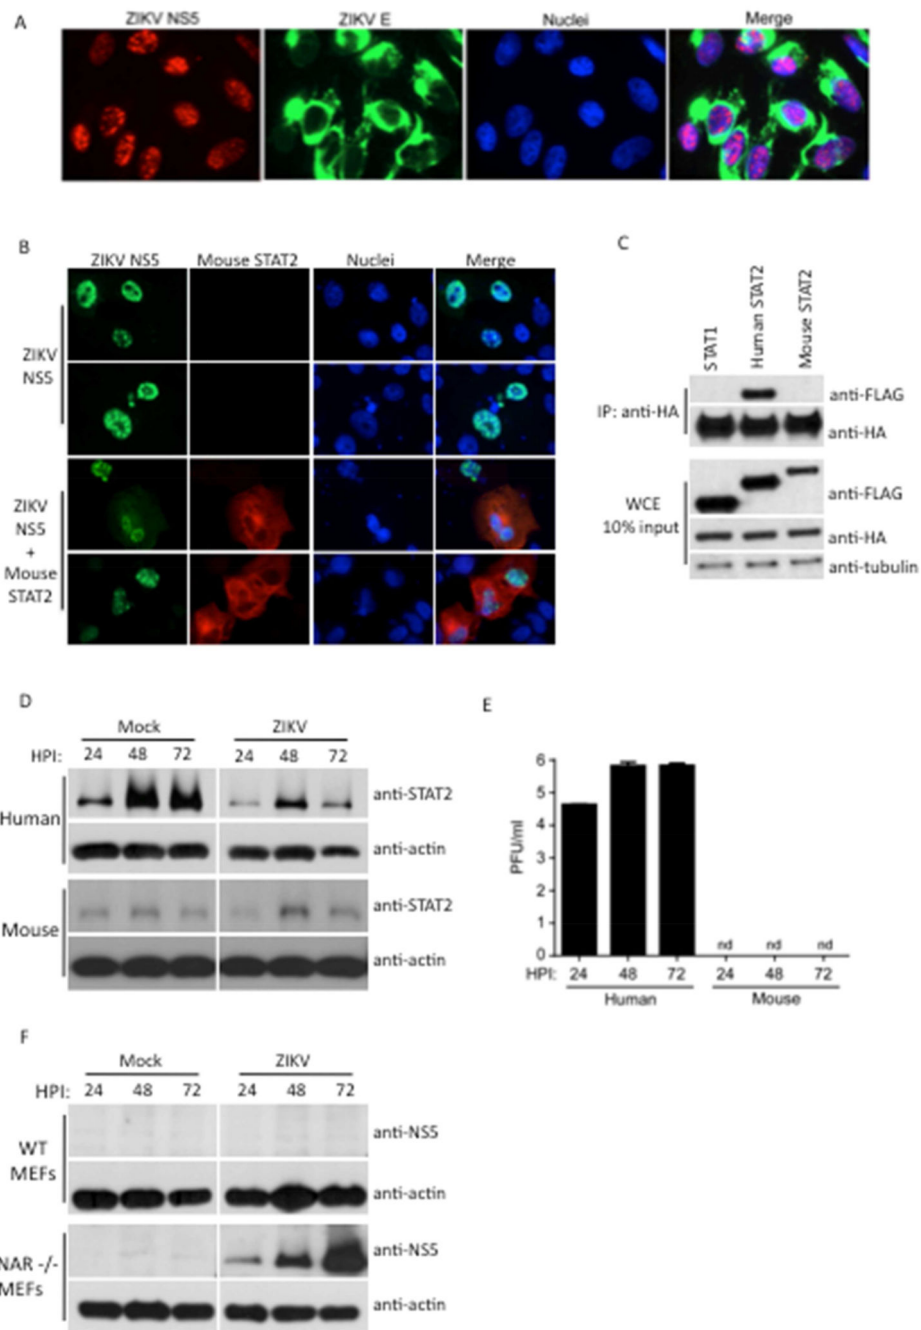 A
ZIKV NS5 ZIKV E Nuclei Merge
B
ZIKV NS5 Mouse STAT2 Nuclei Merge
ZIKV
NS5
ZIKV
NS5
+
Mouse
STAT2
C
STAT1
Human STAT2
Mouse STAT2
IP: anti-HA
anti-FLAG
anti-HA
WCE
10% input
anti-FLAG
anti-HA
anti-tubulin
D
Mock ZIKV
HPI: 24 48 72 24 48 72
Human
anti-STAT2
anti-actin
Mouse
anti-STAT2
anti-actin
E
PFU/ml
6
5
4
3
2
1
0
nd nd nd
HPI: 24 48 72 24 48 72
Human Mouse
F
Mock ZIKV
HPI: 24 48 72 24 48 72
WT
MEFs
anti-NS5
anti-actin
NAR -/-
MEFs
anti-NS5
anti-actin